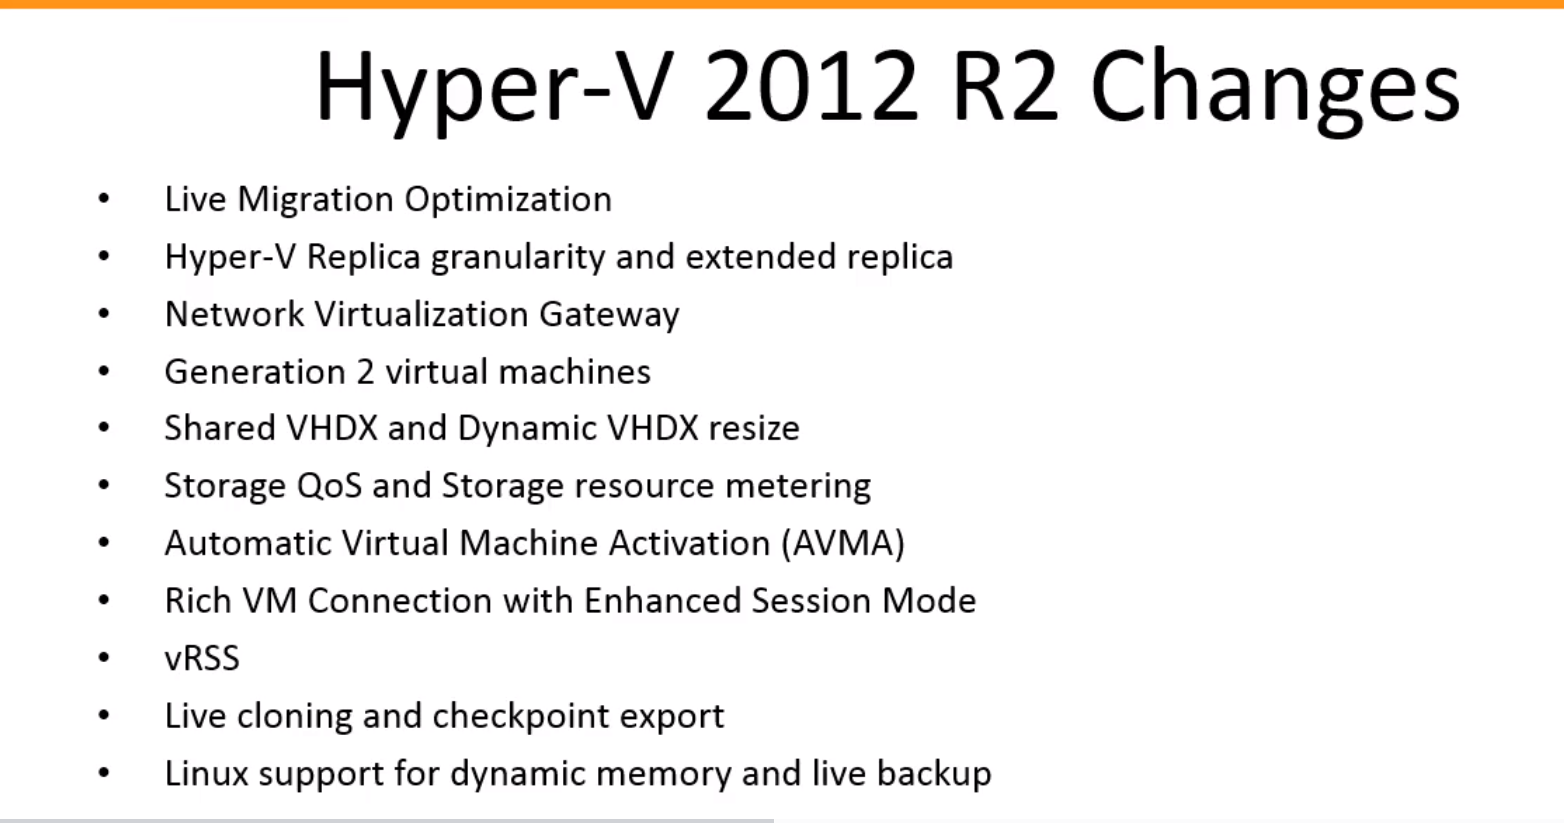 Hyper-V 2012 R2 Changes
• Live Migration Optimization
• Hyper-V Replica granularity and extended replica
• Network Virtualization Gateway
• Generation 2 virtual machines
• Shared VHDX and Dynamic VHDX resize
• Storage QoS and Storage resource metering
• Automatic Virtual Machine Activation (AVMA)
• Rich VM Connection with Enhanced Session Mode
• vRSS
• Live cloning and checkpoint export
• Linux support for dynamic memory and live backup